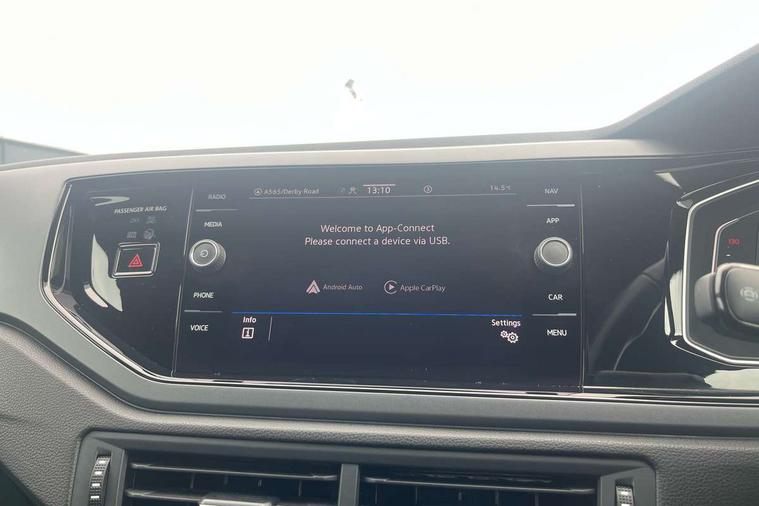 PASSENGER AIR BAG
RADIO
A565/Derby Road
13:10
14.5°C
NAV
MEDIA
Welcome to App-Connect
Please connect a device via USB.
APP
Android Auto
Apple CarPlay
PHONE
CAR
VOICE
Info
Settings
MENU
130